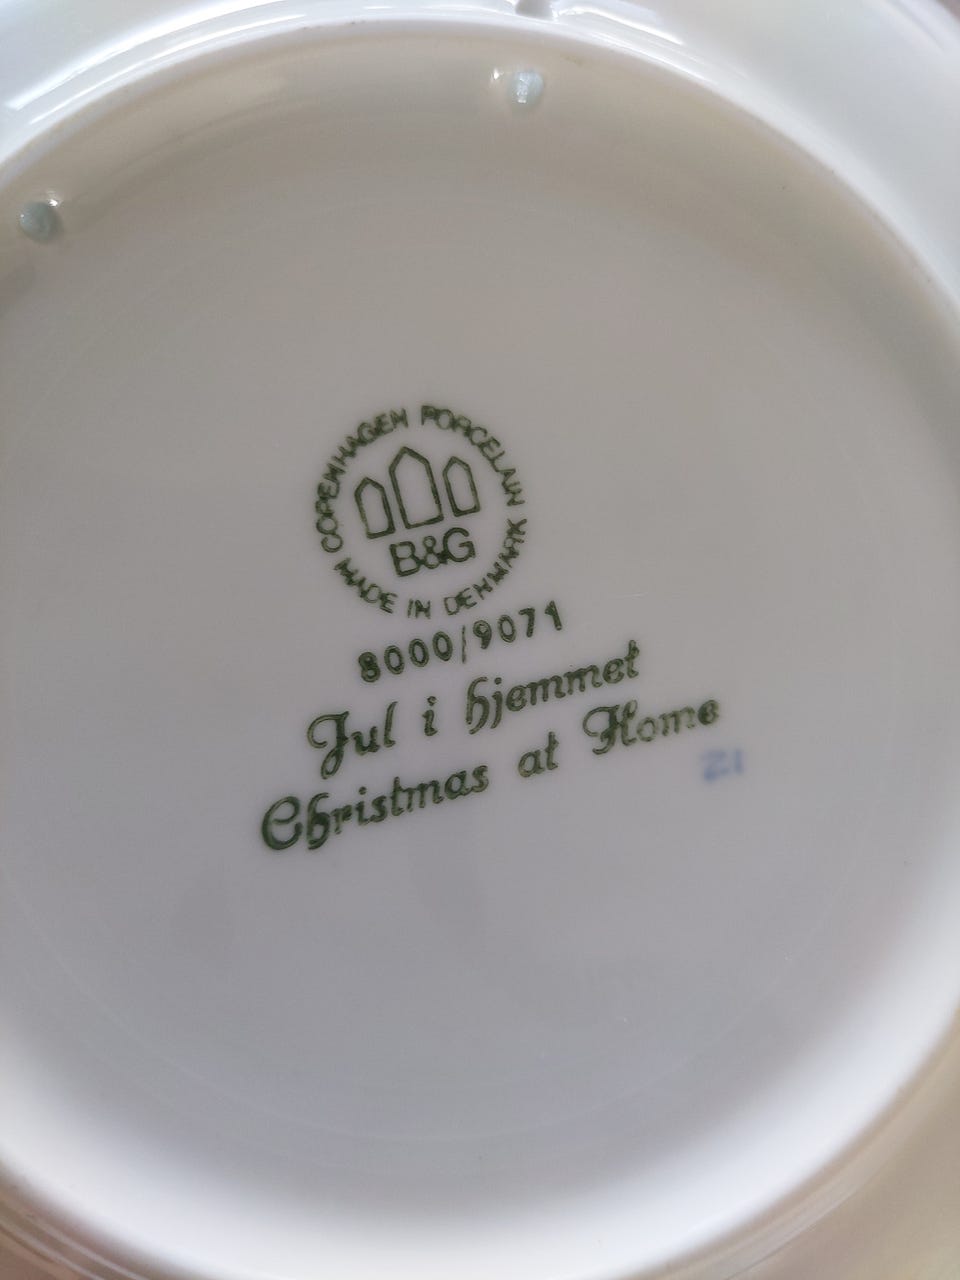 COPENHAGEN PORCELAIN
B&G
MADE IN DENMARK
8000/9071
Jul i hjemmet
Christmas at Home
21